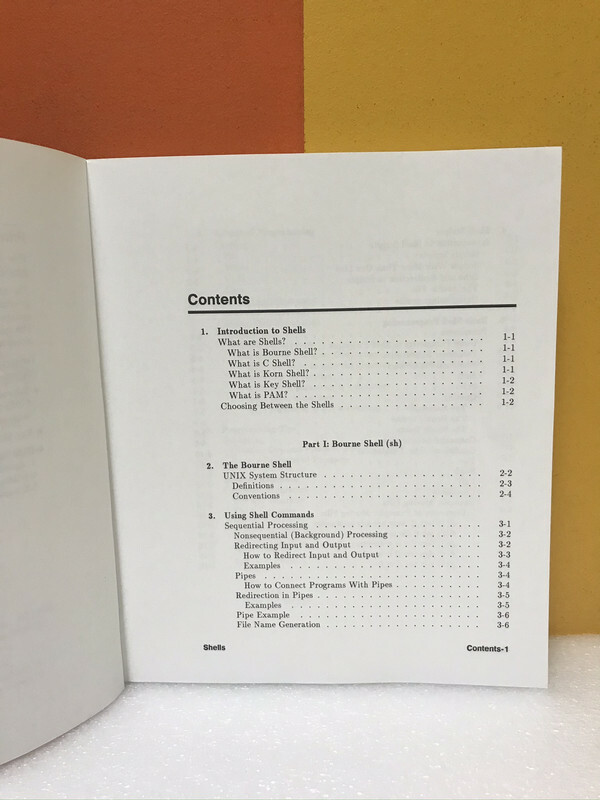 Contents
1. Introduction to Shells
What are Shells? . . . . . . . . . . . . . . . . . . . . 1-1
What is Bourne Shell? . . . . . . . . . . . . . . . . . 1-1
What is C Shell? . . . . . . . . . . . . . . . . . . . 1-1
What is Korn Shell? . . . . . . . . . . . . . . . . . . 1-1
What is Key Shell? . . . . . . . . . . . . . . . . . . 1-2
What is PAM? . . . . . . . . . . . . . . . . . . . . 1-2
Choosing Between the Shells . . . . . . . . . . . . . . . 1-2
Part I: Bourne Shell (sh)
2. The Bourne Shell
UNIX System Structure . . . . . . . . . . . . . . . . . 2-2
Definitions . . . . . . . . . . . . . . . . . . . . . 2-3
Conventions . . . . . . . . . . . . . . . . . . . . 2-4
3. Using Shell Commands
Sequential Processing . . . . . . . . . . . . . . . . . 3-1
Nonsequential (Background) Processing . . . . . . . . . 3-2
Redirecting Input and Output . . . . . . . . . . . . . 3-2
How to Redirect Input and Output . . . . . . . . . . 3-3
Examples . . . . . . . . . . . . . . . . . . . . 3-4
Pipes . . . . . . . . . . . . . . . . . . . . . . . 3-4
How to Connect Programs With Pipes . . . . . . . . . 3-4
Redirection in Pipes . . . . . . . . . . . . . . . . . 3-5
Examples . . . . . . . . . . . . . . . . . . . . 3-5
Pipe Example . . . . . . . . . . . . . . . . . . . . 3-6
File Name Generation . . . . . . . . . . . . . . . . 3-6
Shells Contents-1